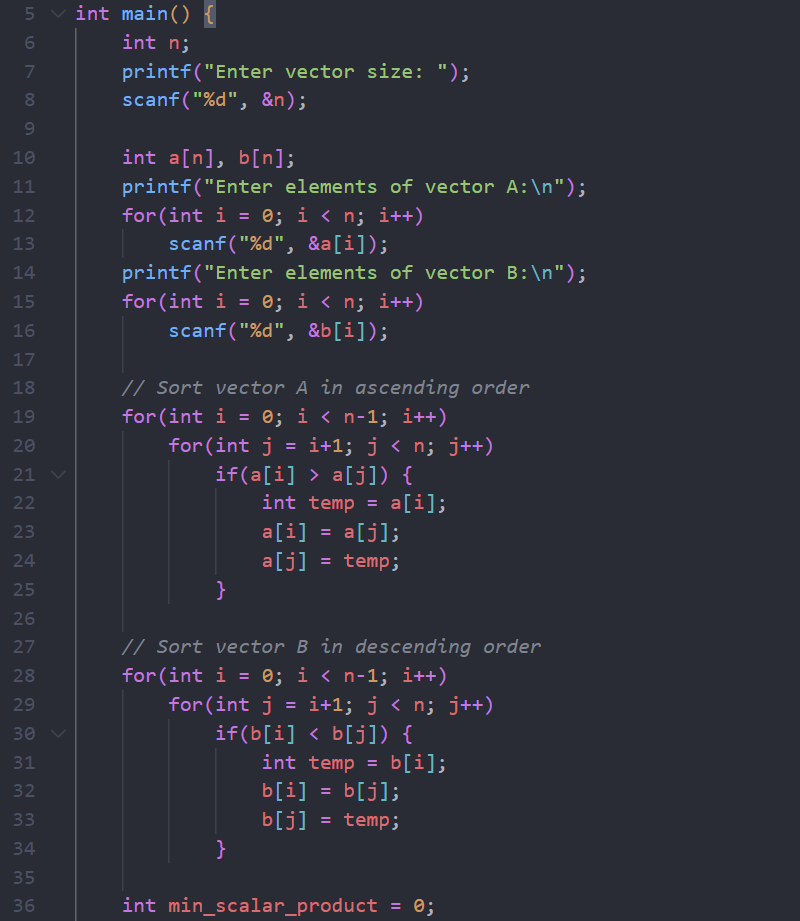 5 int main() {
6 int n;
7 printf("Enter vector size: ");
8 scanf("%d", &n);
9
10 int a[n], b[n];
11 printf("Enter elements of vector A:\n");
12 for(int i = 0; i < n; i++)
13 scanf("%d", &a[i]);
14 printf("Enter elements of vector B:\n");
15 for(int i = 0; i < n; i++)
16 scanf("%d", &b[i]);
17
18 // Sort vector A in ascending order
19 for(int i = 0; i < n-1; i++)
20 for(int j = i+1; j < n; j++)
21 if(a[i] > a[j]) {
22 int temp = a[i];
23 a[i] = a[j];
24 a[j] = temp;
25 }
26
27 // Sort vector B in descending order
28 for(int i = 0; i < n-1; i++)
29 for(int j = i+1; j < n; j++)
30 if(b[i] < b[j]) {
31 int temp = b[i];
32 b[i] = b[j];
33 b[j] = temp;
34 }
35
36 int min_scalar_product = 0;